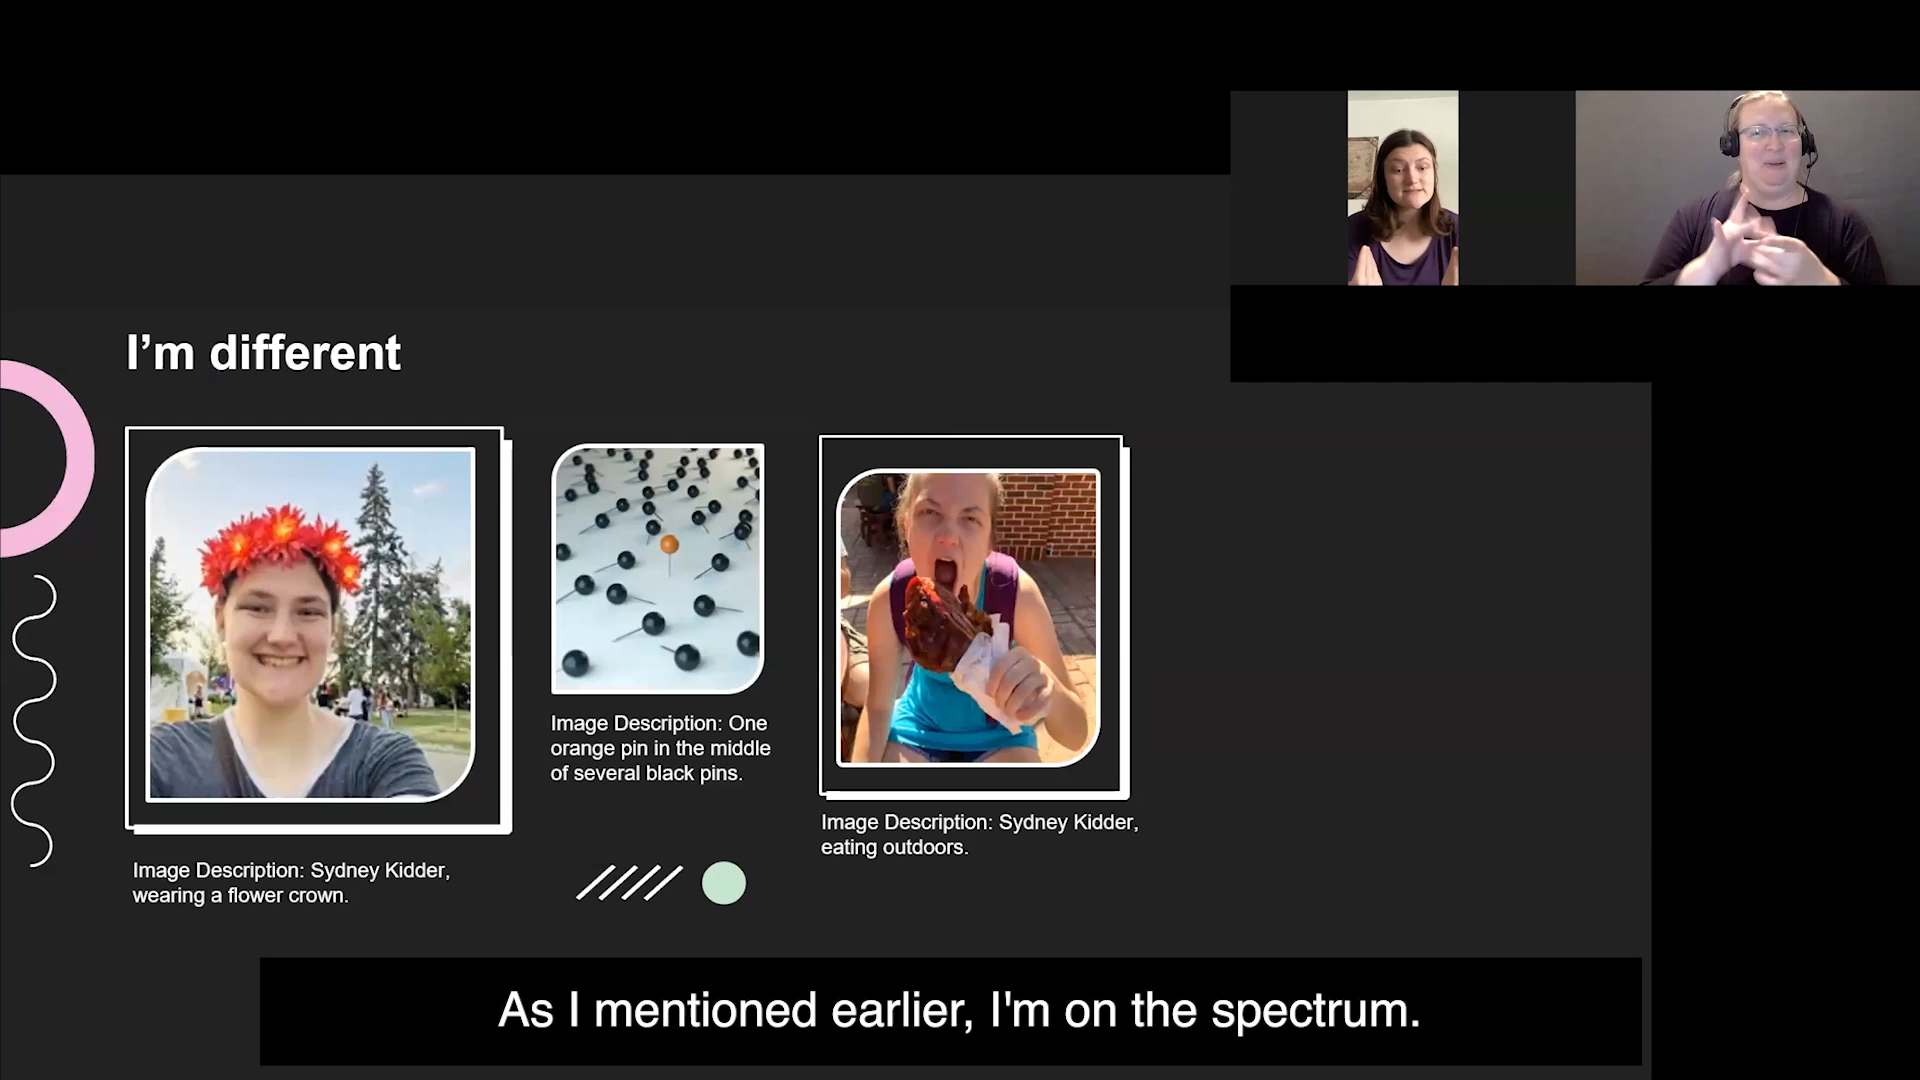 I’m different
Image Description: Sydney Kidder,
wearing a flower crown.
Image Description: One
orange pin in the middle
of several black pins.
Image Description: Sydney Kidder,
eating outdoors.
As I mentioned earlier, I'm on the spectrum.